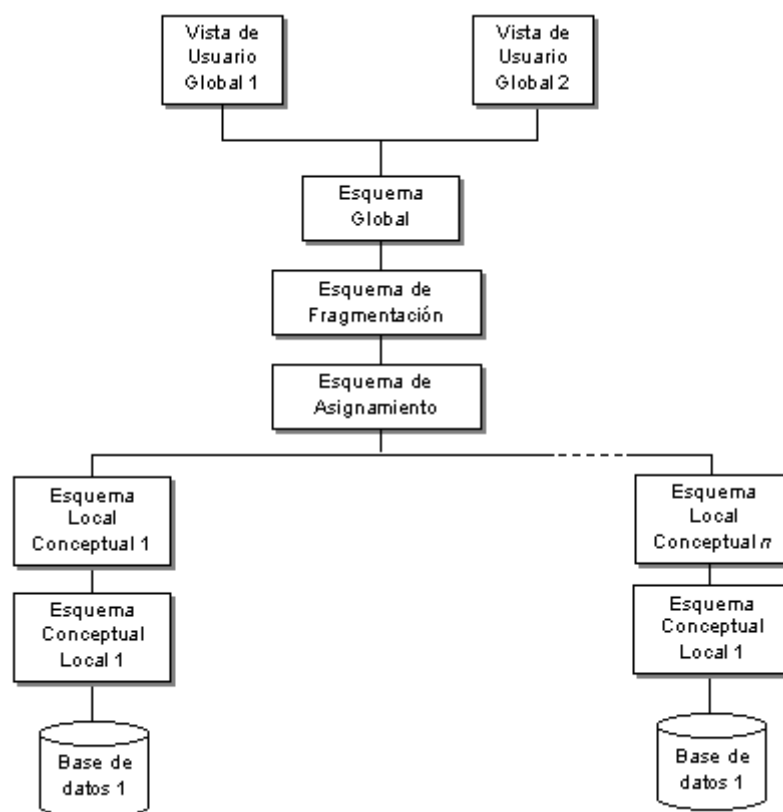 Vista de
Usuario
Global 1
Vista de
Usuario
Global 2
Esquema
Global
Esquema de
Fragmentación
Esquema de
Asignamiento
Esquema
Local
Conceptual 1
Esquema
Local
Conceptual n
Esquema
Conceptual
Local 1
Esquema
Conceptual
Local 1
Base de
datos 1
Base de
datos 1